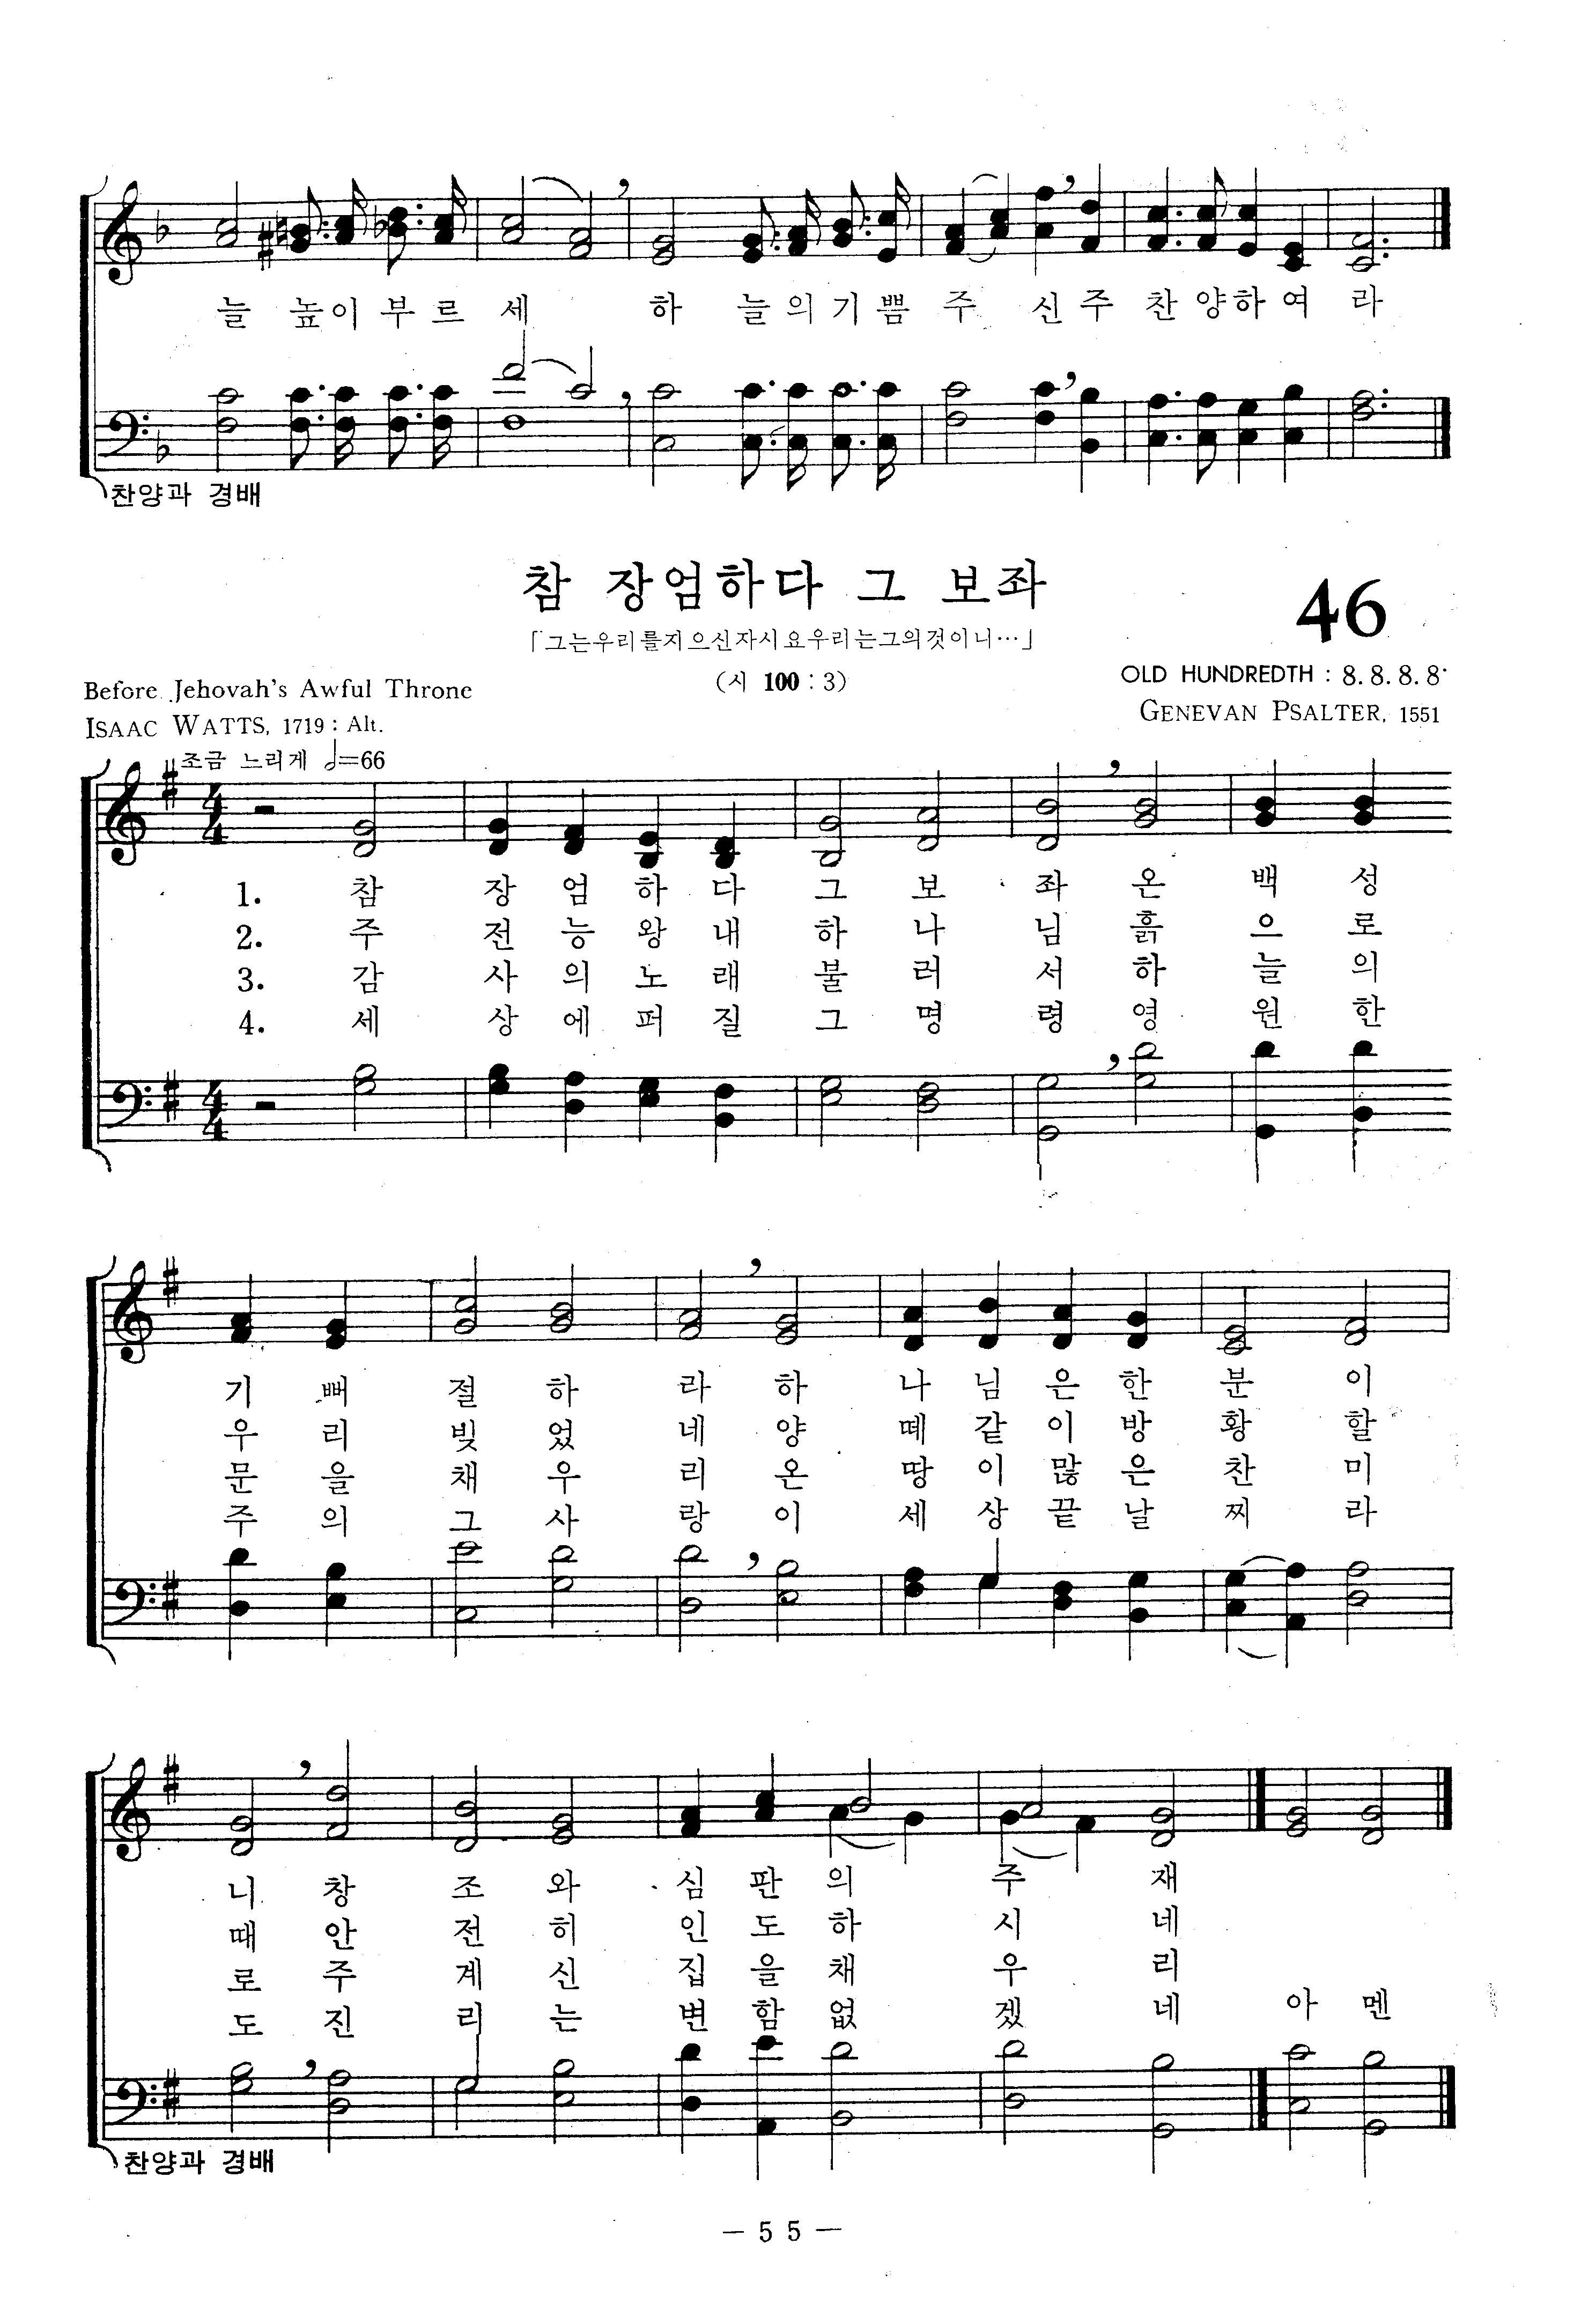 늘 높이 부 르 세 하 늘의기 쁨 주 신주 찬양하여 라
찬양과 경배
참 장엄하다 그 보좌
46
「그는우리를지으신자시요우리는그의것이니…」
Before Jehovah's Awful Throne
(시 100 : 3)
OLD HUNDREDTH : 8. 8. 8. 8·
ISAAC WATTS, 1719 : Alt.
GENEVAN PSALTER, 1551
조금 느리게 𝅗𝅥=66
1. 참 장 엄 하 다 그 보 좌 온 백 성
2. 주 전 능 왕 내 하 나 님 흙 으 로
3. 감 사 의 노 래 불 러 서 하 늘 의
4. 세 상 에 퍼 질 그 명 령 영 원 한
기 뻐 절 하 라 하 나 님 은 한 분 이
우 리 빚 었 네 양 떼 같 이 방 황 할
문 을 채 우 리 온 땅 이 많 은 찬 미
주 의 그 사 랑 이 세 상 끝 날 찌 라
니 창 조 와 심 판 의 주 재
때 안 전 히 인 도 하 시 네
로 주 계 신 집 을 채 우 리
도 진 리 는 변 함 없 겠 네 아 멘
찬양과 경배
— 5 5 —